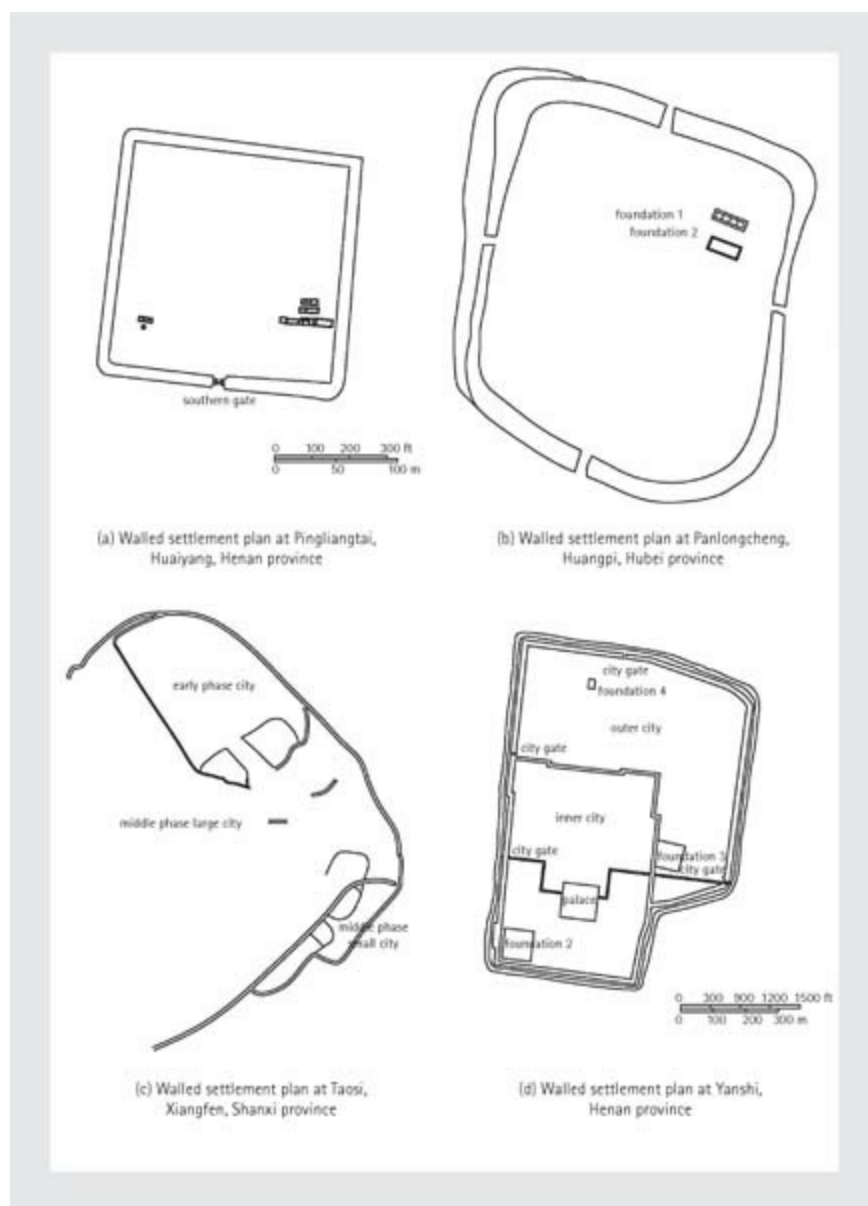 foundation 1
foundation 2
southern gate
0 100 200 300 ft
0 50 100 m
(a) Walled settlement plan at Pingliangtai,
Huaiyang, Henan province
(b) Walled settlement plan at Panlongcheng,
Huangpi, Hubei province
early phase city
middle phase large city
middle phase
small city
city gate
foundation 4
outer city
city gate
inner city
city gate
foundation 3
city gate
palace
foundation 2
0 300 900 1200 1500 ft
0 100 200 300 m
(c) Walled settlement plan at Taosi,
Xiangfen, Shanxi province
(d) Walled settlement plan at Yanshi,
Henan province